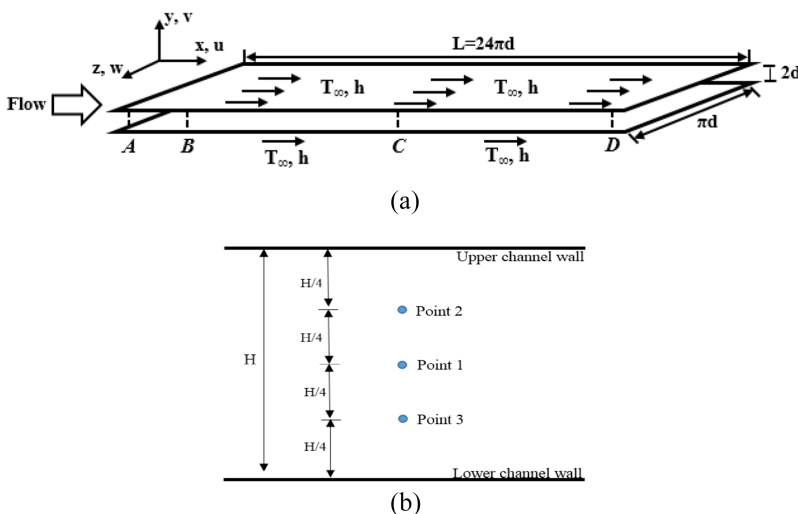 y, v
x, u
z, w
L=24πd
T∞, h
T∞, h
2d
Flow
πd
A
B
C
D
T∞, h
T∞, h
(a)
Upper channel wall
H/4
Point 2
H/4
H
Point 1
H/4
Point 3
H/4
Lower channel wall
(b)